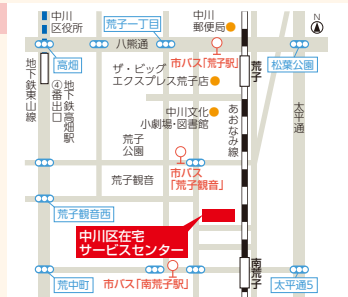 中川
区役所
荒子一丁目
中川
郵便局
N
八熊通
高畑
市バス「荒子駅」
荒子
松葉公園
地下鉄東山線
④番出口
地下鉄高畑駅
ザ・ビッグ
エクスプレス荒子店
中川文化
小劇場・図書館
あおなみ線
太平通
荒子
公園
荒子観音
市バス
「荒子観音」
荒子観音西
中川区在宅
サービスセンター
荒中町
市バス「南荒子駅」
南荒子
太平通5